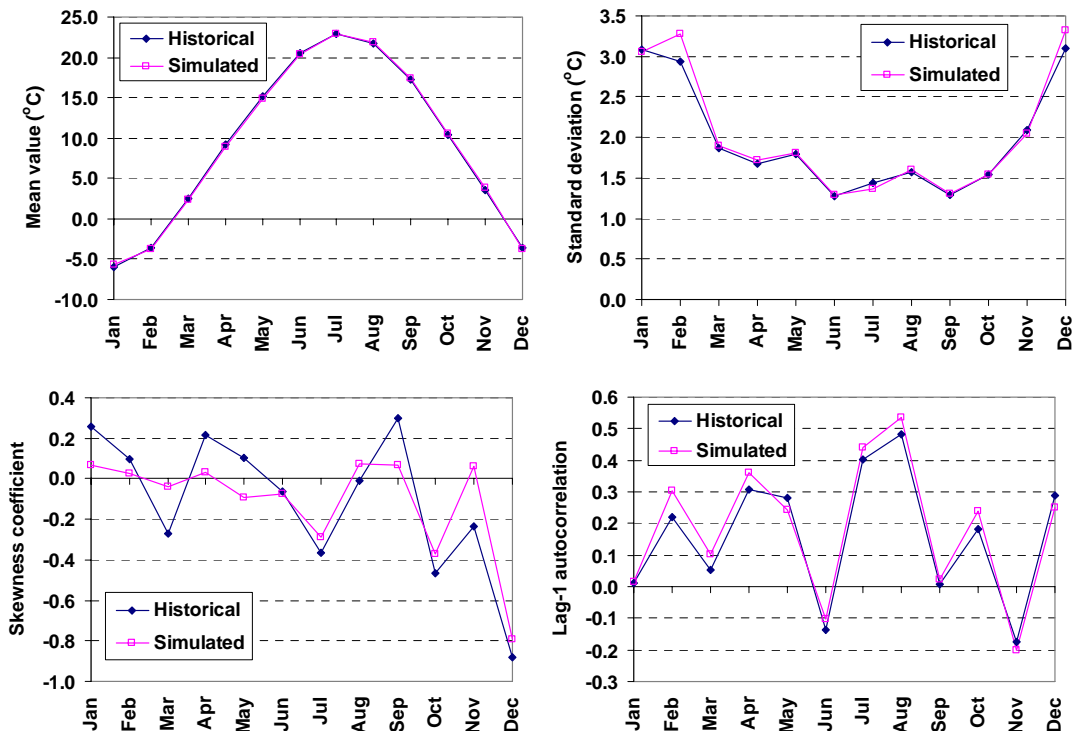 Mean value (°C)
25.0
20.0
15.0
10.0
5.0
0.0
-5.0
-10.0
Historical
Simulated
Jan
Feb
Mar
Apr
May
Jun
Jul
Aug
Sep
Oct
Nov
Dec
Standard deviation (°C)
3.5
3.0
2.5
2.0
1.5
1.0
0.5
0.0
Historical
Simulated
Jan
Feb
Mar
Apr
May
Jun
Jul
Aug
Sep
Oct
Nov
Dec
Skewness coefficient
0.4
0.2
0.0
-0.2
-0.4
-0.6
-0.8
-1.0
Historical
Simulated
Jan
Feb
Mar
Apr
May
Jun
Jul
Aug
Sep
Oct
Nov
Dec
Lag-1 autocorrelation
0.6
0.5
0.4
0.3
0.2
0.1
0.0
-0.1
-0.2
-0.3
Historical
Simulated
Jan
Feb
Mar
Apr
May
Jun
Jul
Aug
Sep
Oct
Nov
Dec